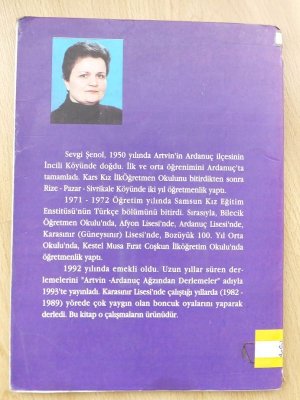 Sevgi Şenol, 1950 yılında Artvin'in Ardanuç ilçesinin
İncili Köyünde doğdu. İlk ve orta öğrenimini Ardanuç'ta
tamamladı. Kars Kız İlköğretmen Okulunu bitirdikten sonra
Rize - Pazar - Sivrikale Köyünde iki yıl öğretmenlik yaptı.
1971 - 1972 Öğretim yılında Samsun Kız Eğitim
Enstitüsü'nün Türkçe bölümünü bitirdi. Sırasıyla, Bilecik
Öğretmen Okulu'nda, Afyon Lisesi'nde, Ardanuç Lisesi'nde,
Karasınır (Güneysınır) Lisesi'nde, Bozüyük 100. Yıl Orta
Okulu'nda, Kestel Musa Fırat Coşkun İlköğretim Okulu'nda
öğretmenlik yaptı.
1992 yılında emekli oldu. Uzun yıllar süren der-
lemelerini "Artvin -Ardanuç Ağzından Derlemeler" adıyla
1993'te yayınladı. Karasınır Lisesi'nde çalıştığı yıllarda (1982 -
1989) yörede çok yaygın olan boncuk oyalarını yaparak
derledi. Bu kitap o çalışmaların ürünüdür.